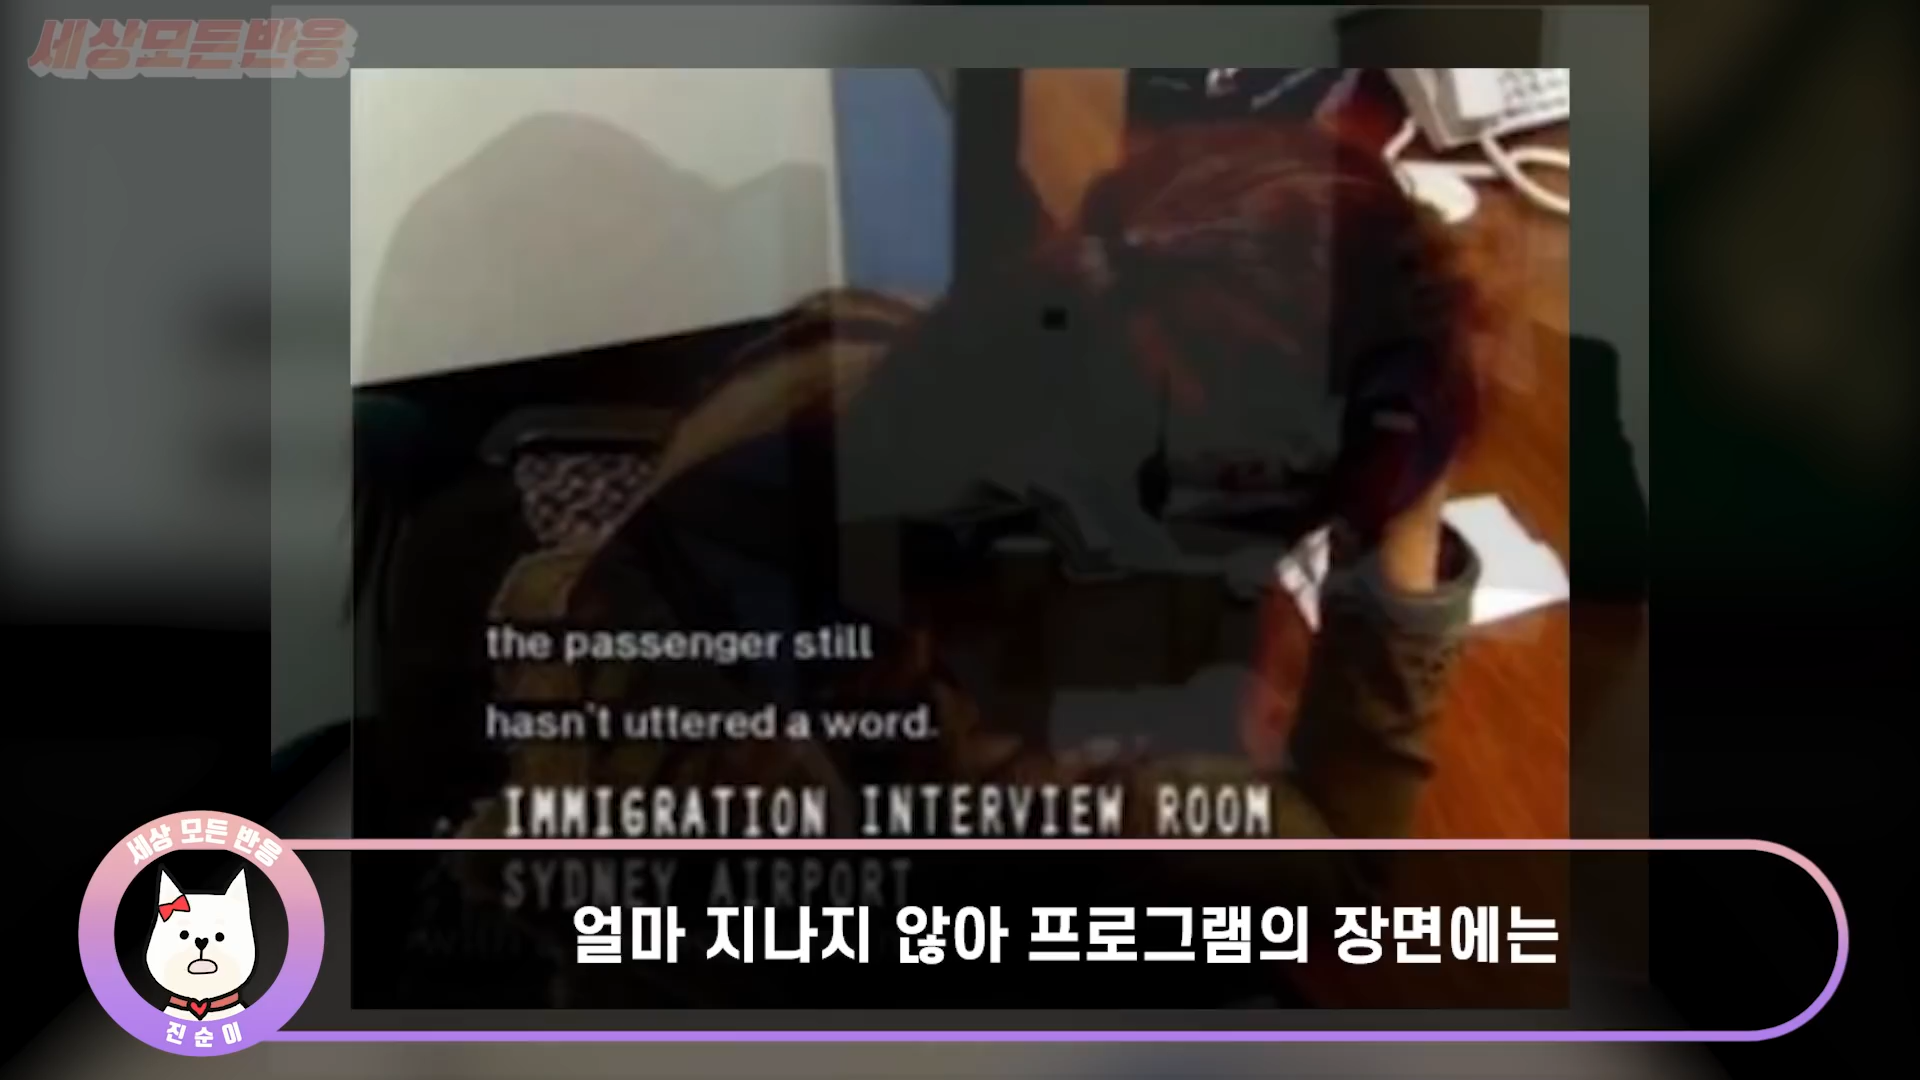 세상모든반응
the passenger still
hasn't uttered a word.
IMMIGRATION INTERVIEW ROOM
SYDNEY AIRPORT
세상 모든 반응
얼마 지나지 않아 프로그램의 장면에는
진순이